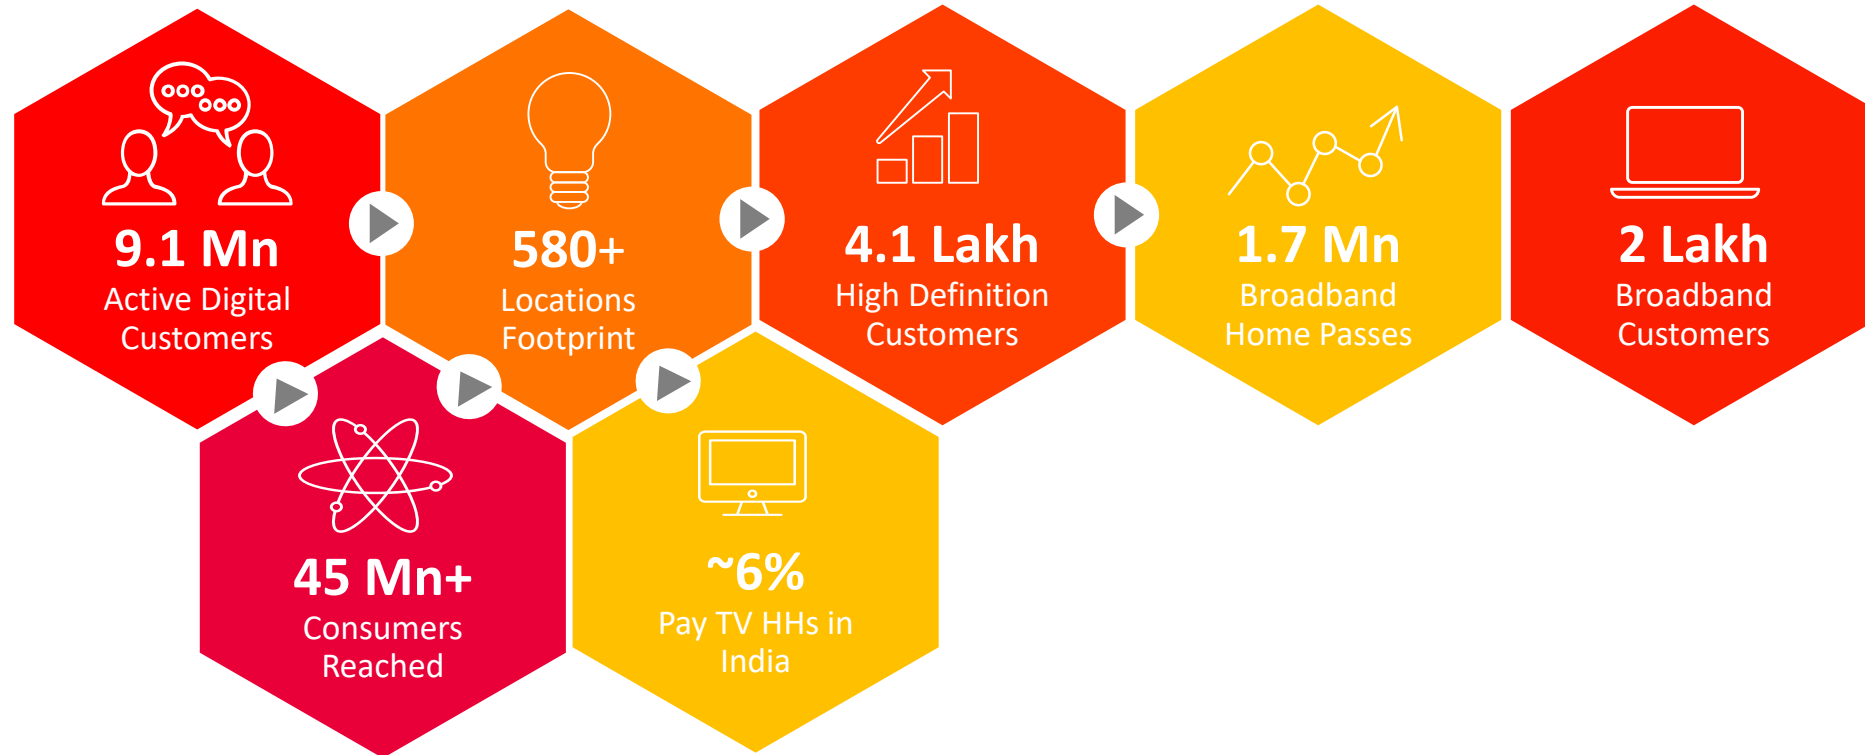 9.1 Mn
Active Digital
Customers
580+
Locations
Footprint
4.1 Lakh
High Definition
Customers
1.7 Mn
Broadband
Home Passes
2 Lakh
Broadband
Customers
45 Mn+
Consumers
Reached
~6%
Pay TV HHs in
India